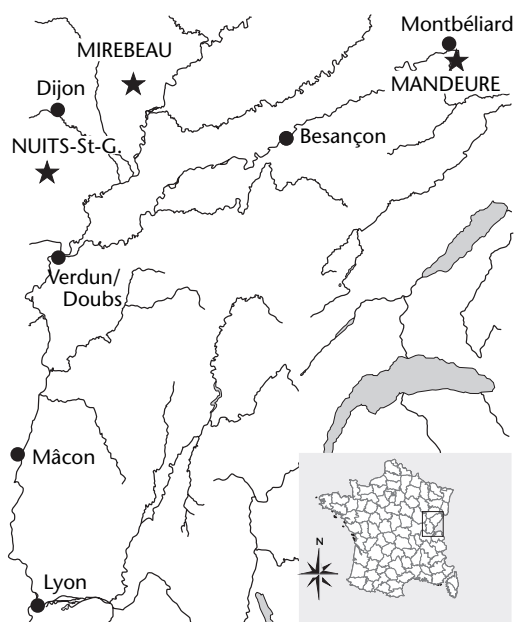 Montbéliard
MIREBEAU
MANDEURE
Dijon
Besançon
NUITS-St-G.
Verdun/
Doubs
Mâcon
N
Lyon